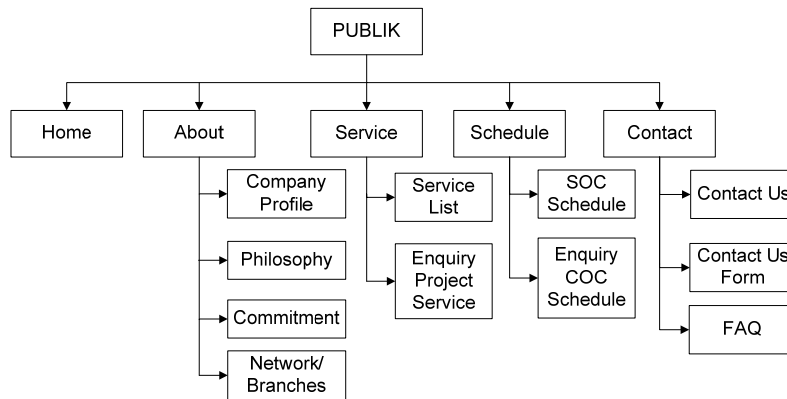 PUBLIK
Home
About
Service
Schedule
Contact
Company
Profile
Philosophy
Commitment
Network/
Branches
Service
List
Enquiry
Project
Service
SOC
Schedule
Enquiry
COC
Schedule
Contact Us
Contact Us
Form
FAQ